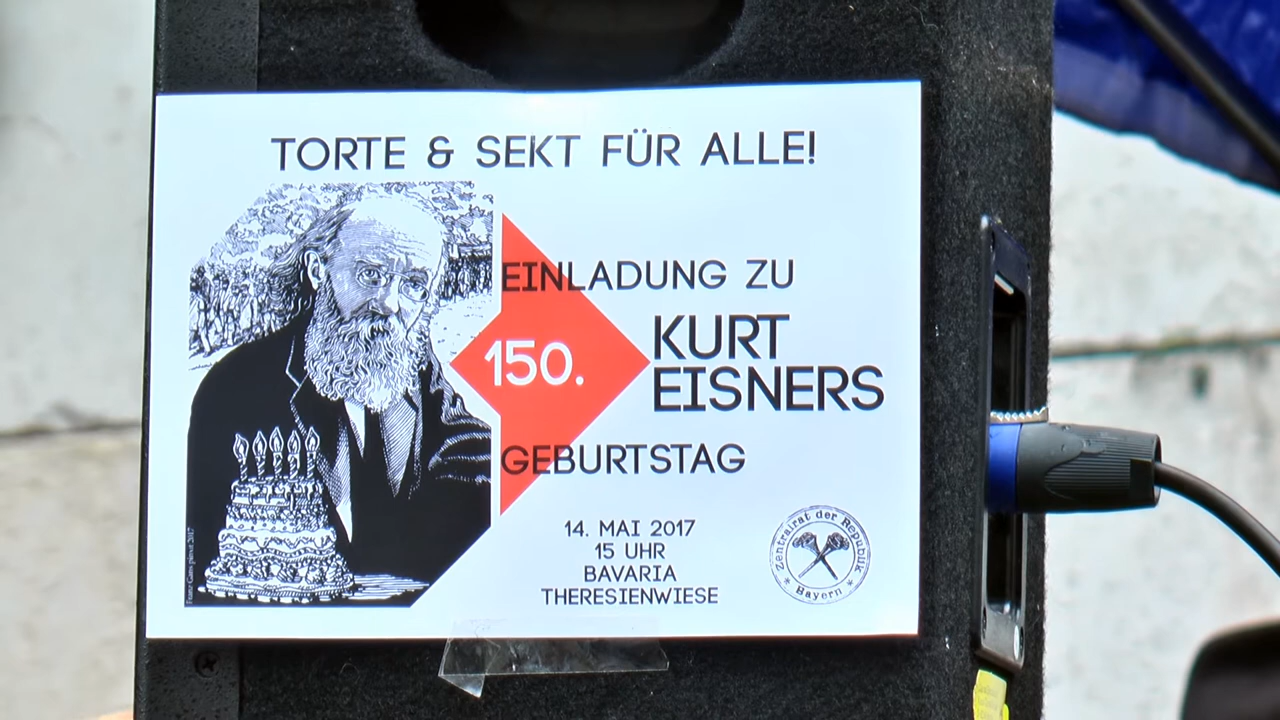 TORTE & SEKT FÜR ALLE!
EINLADUNG ZU
150.
KURT
EISNERS
GEBURTSTAG
14. MAI 2017
15 UHR
BAVARIA
THERESIENWIESE
Zentralrat der Republik
* Bayern *
2017